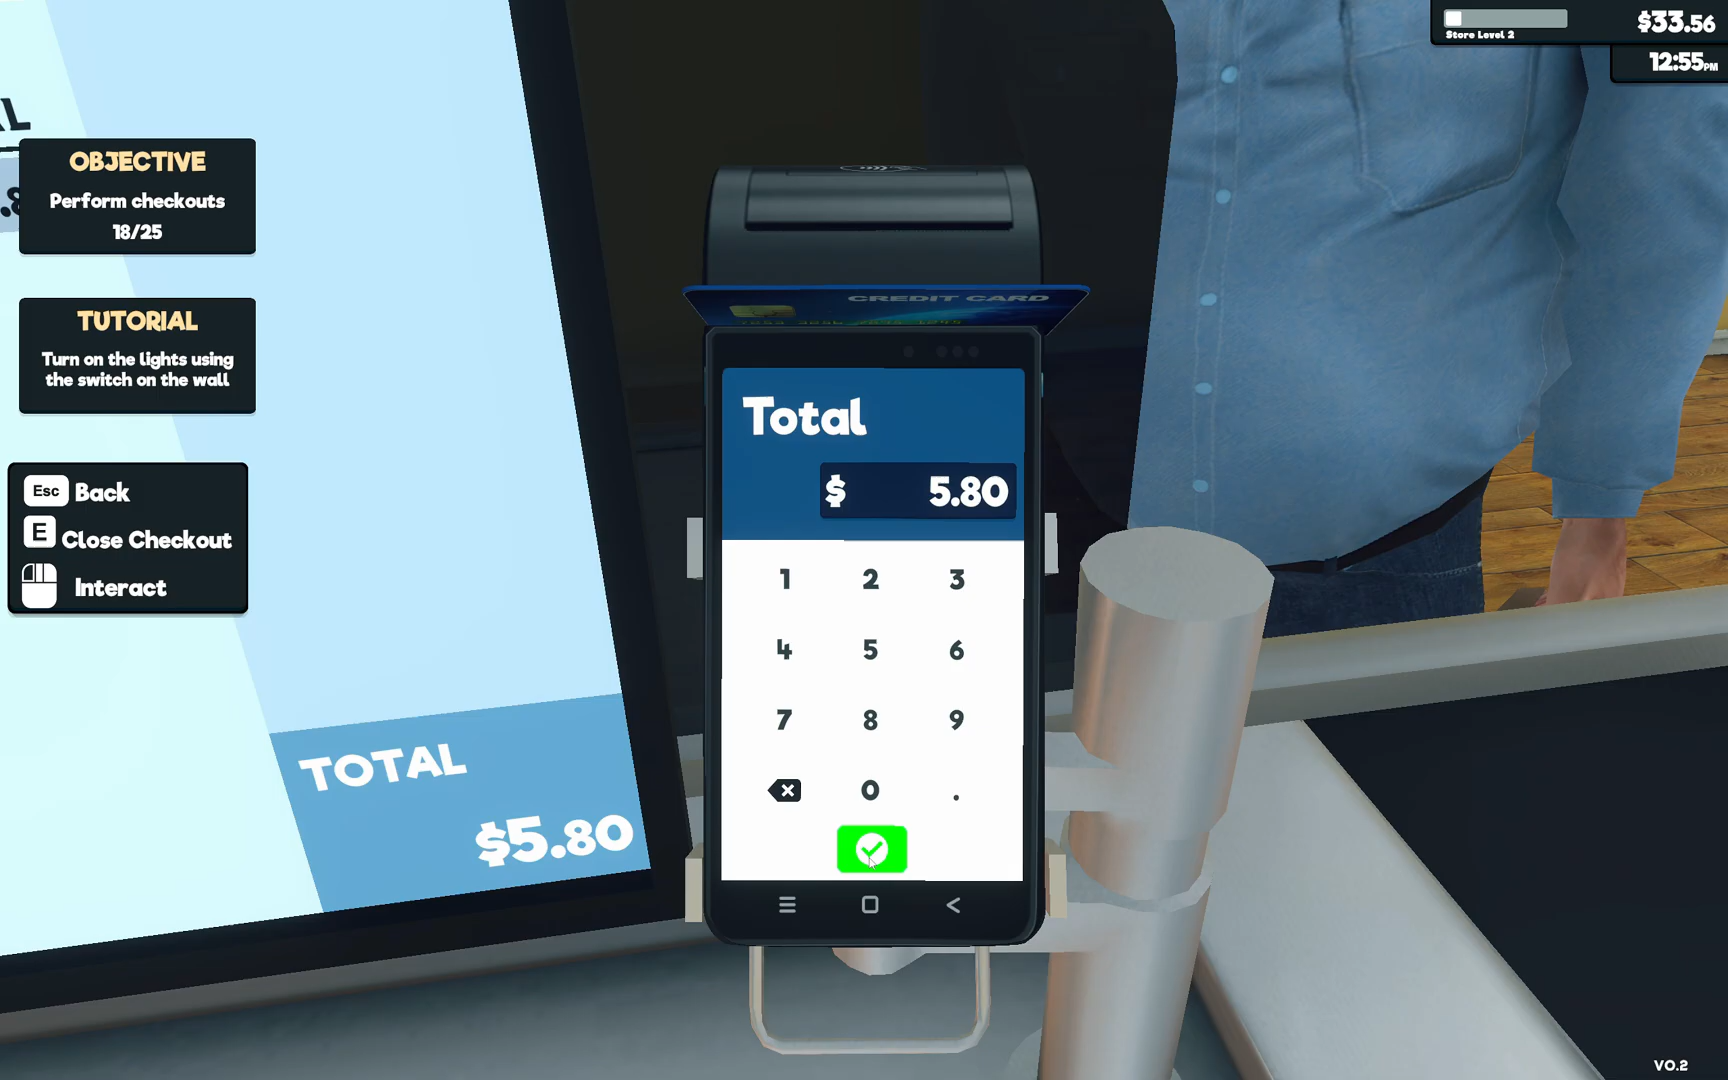 $33.56
Store Level 2
12:55PM
OBJECTIVE
Perform checkouts
18/25
TUTORIAL
Turn on the lights using
the switch on the wall
Esc Back
E Close Checkout
Interact
TOTAL
$5.80
CREDIT CARD
Total
$ 5.80
1 2 3
4 5 6
7 8 9
0 .
V0.2